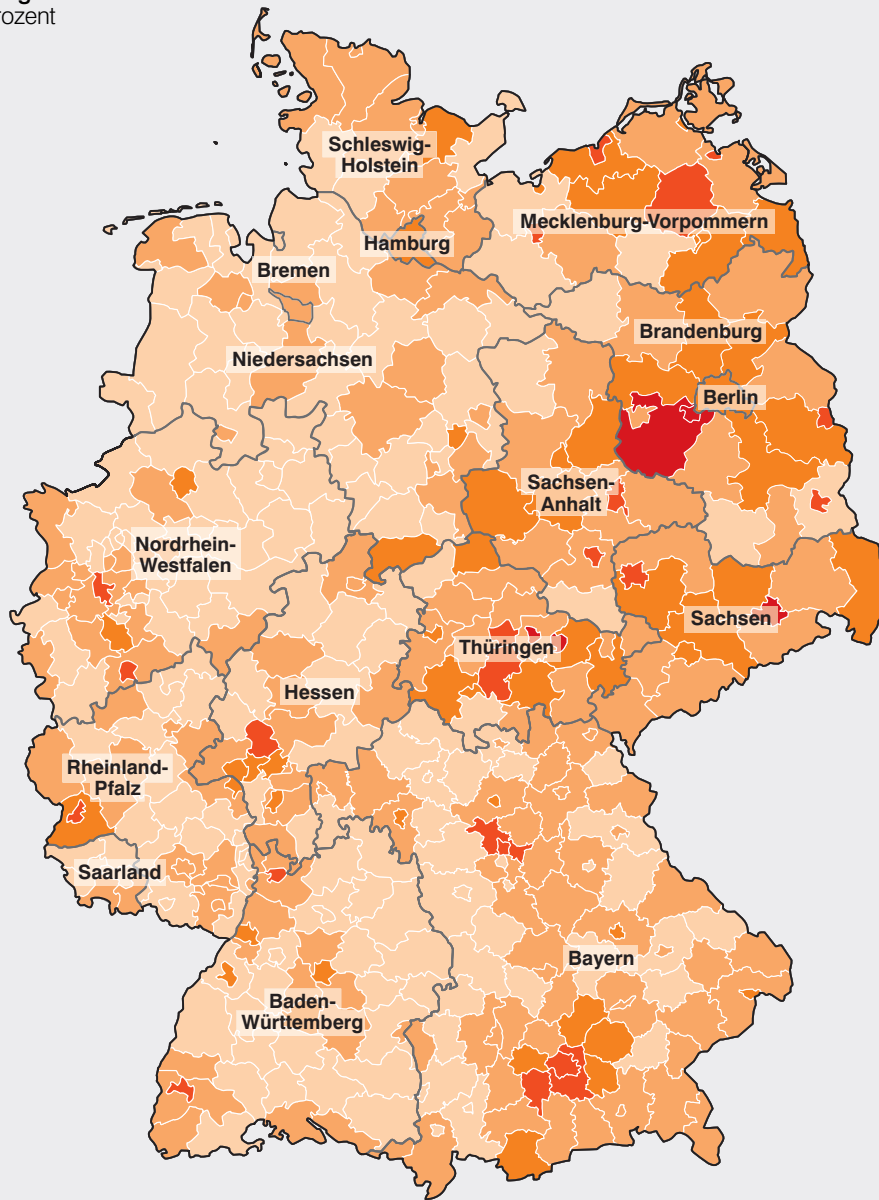 g
rozent
Schleswig-
Holstein
Mecklenburg-Vorpommern
Hamburg
Bremen
Brandenburg
Niedersachsen
Berlin
Sachsen-
Anhalt
Nordrhein-
Westfalen
Sachsen
Thüringen
Hessen
Rheinland-
Pfalz
Saarland
Bayern
Baden-
Württemberg